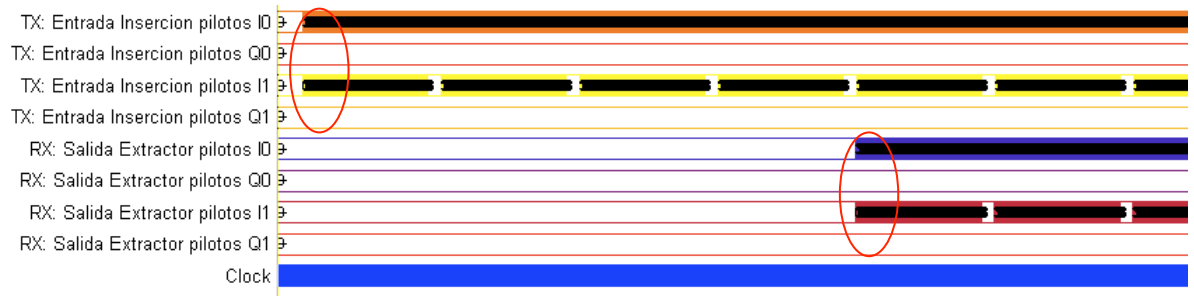 TX: Entrada Insercion pilotos I0
TX: Entrada Insercion pilotos Q0
TX: Entrada Insercion pilotos I1
TX: Entrada Insercion pilotos Q1
RX: Salida Extractor pilotos I0
RX: Salida Extractor pilotos Q0
RX: Salida Extractor pilotos I1
RX: Salida Extractor pilotos Q1
Clock